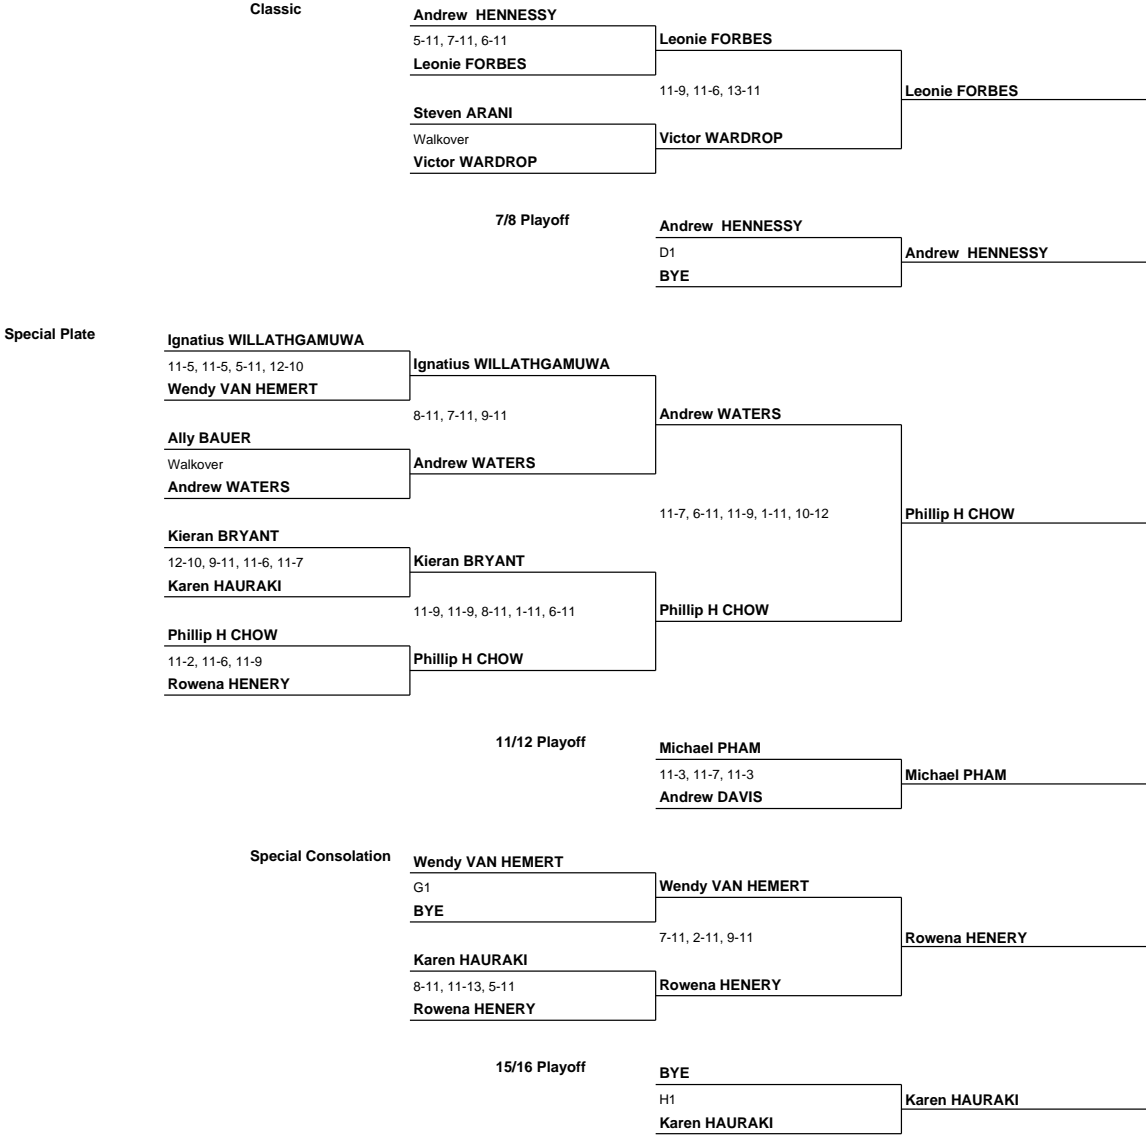 Classic
Andrew  HENNESSY
5-11, 7-11, 6-11
Leonie FORBES
Leonie FORBES
11-9, 11-6, 13-11
Leonie FORBES
Steven ARANI
Walkover
Victor WARDROP
Victor WARDROP
7/8 Playoff
Andrew  HENNESSY
D1
Andrew  HENNESSY
BYE
Special Plate
Ignatius WILLATHGAMUWA
11-5, 11-5, 5-11, 12-10
Ignatius WILLATHGAMUWA
Wendy VAN HEMERT
8-11, 7-11, 9-11
Andrew WATERS
Ally BAUER
Walkover
Andrew WATERS
Andrew WATERS
11-7, 6-11, 11-9, 1-11, 10-12
Phillip H CHOW
Kieran BRYANT
12-10, 9-11, 11-6, 11-7
Kieran BRYANT
Karen HAURAKI
11-9, 11-9, 8-11, 1-11, 6-11
Phillip H CHOW
Phillip H CHOW
11-2, 11-6, 11-9
Phillip H CHOW
Rowena HENERY
11/12 Playoff
Michael PHAM
11-3, 11-7, 11-3
Michael PHAM
Andrew DAVIS
Special Consolation
Wendy VAN HEMERT
G1
Wendy VAN HEMERT
BYE
7-11, 2-11, 9-11
Rowena HENERY
Karen HAURAKI
8-11, 11-13, 5-11
Rowena HENERY
Rowena HENERY
15/16 Playoff
BYE
H1
Karen HAURAKI
Karen HAURAKI